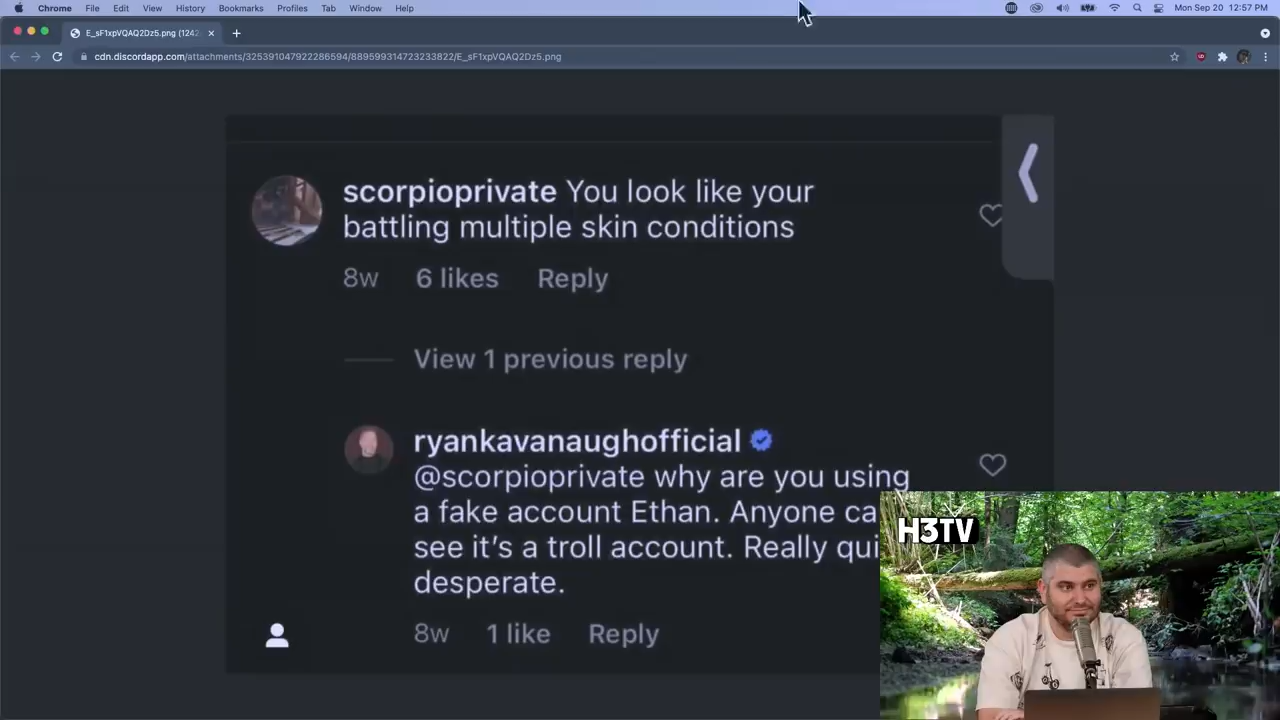 Chrome File Edit View History Bookmarks Profiles Tab Window Help Mon Sep 20 12:57 PM
E_sF1xpVQAQ2Dz5.png (1242
cdn.discordapp.com/attachments/325391047922286594/889599314723233822/E_sF1xpVQAQ2Dz5.png
scorpioprivate You look like your
battling multiple skin conditions
8w 6 likes Reply
View 1 previous reply
ryankavanaughofficial
@scorpioprivate why are you using
a fake account Ethan. Anyone ca
see it's a troll account. Really qui
desperate.
8w 1 like Reply
H3TV